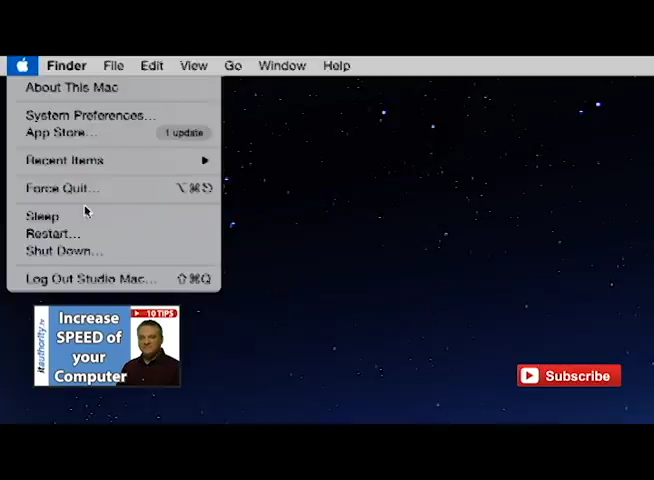 Finder File Edit View Go Window Help
About This Mac
System Preferences...
App Store... 1 update
Recent Items
Force Quit... ⌥⌘⎋
Sleep
Restart...
Shut Down...
Log Out Studio Mac... ⇧⌘Q
10 TIPS
Increase
SPEED of
your
Computer
itauthority.tv
Subscribe